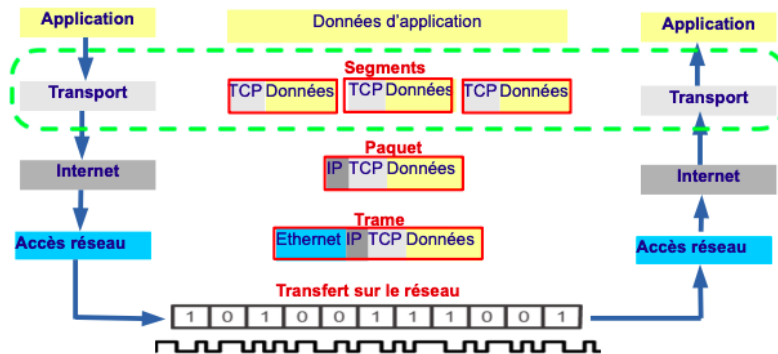 Application Données d'application Application
Segments
Transport TCP Données TCP Données TCP Données Transport
Paquet
Internet IP TCP Données Internet
Trame
Accès réseau Ethernet IP TCP Données Accès réseau
Transfert sur le réseau
1 0 1 0 0 1 1 1 0 0 1